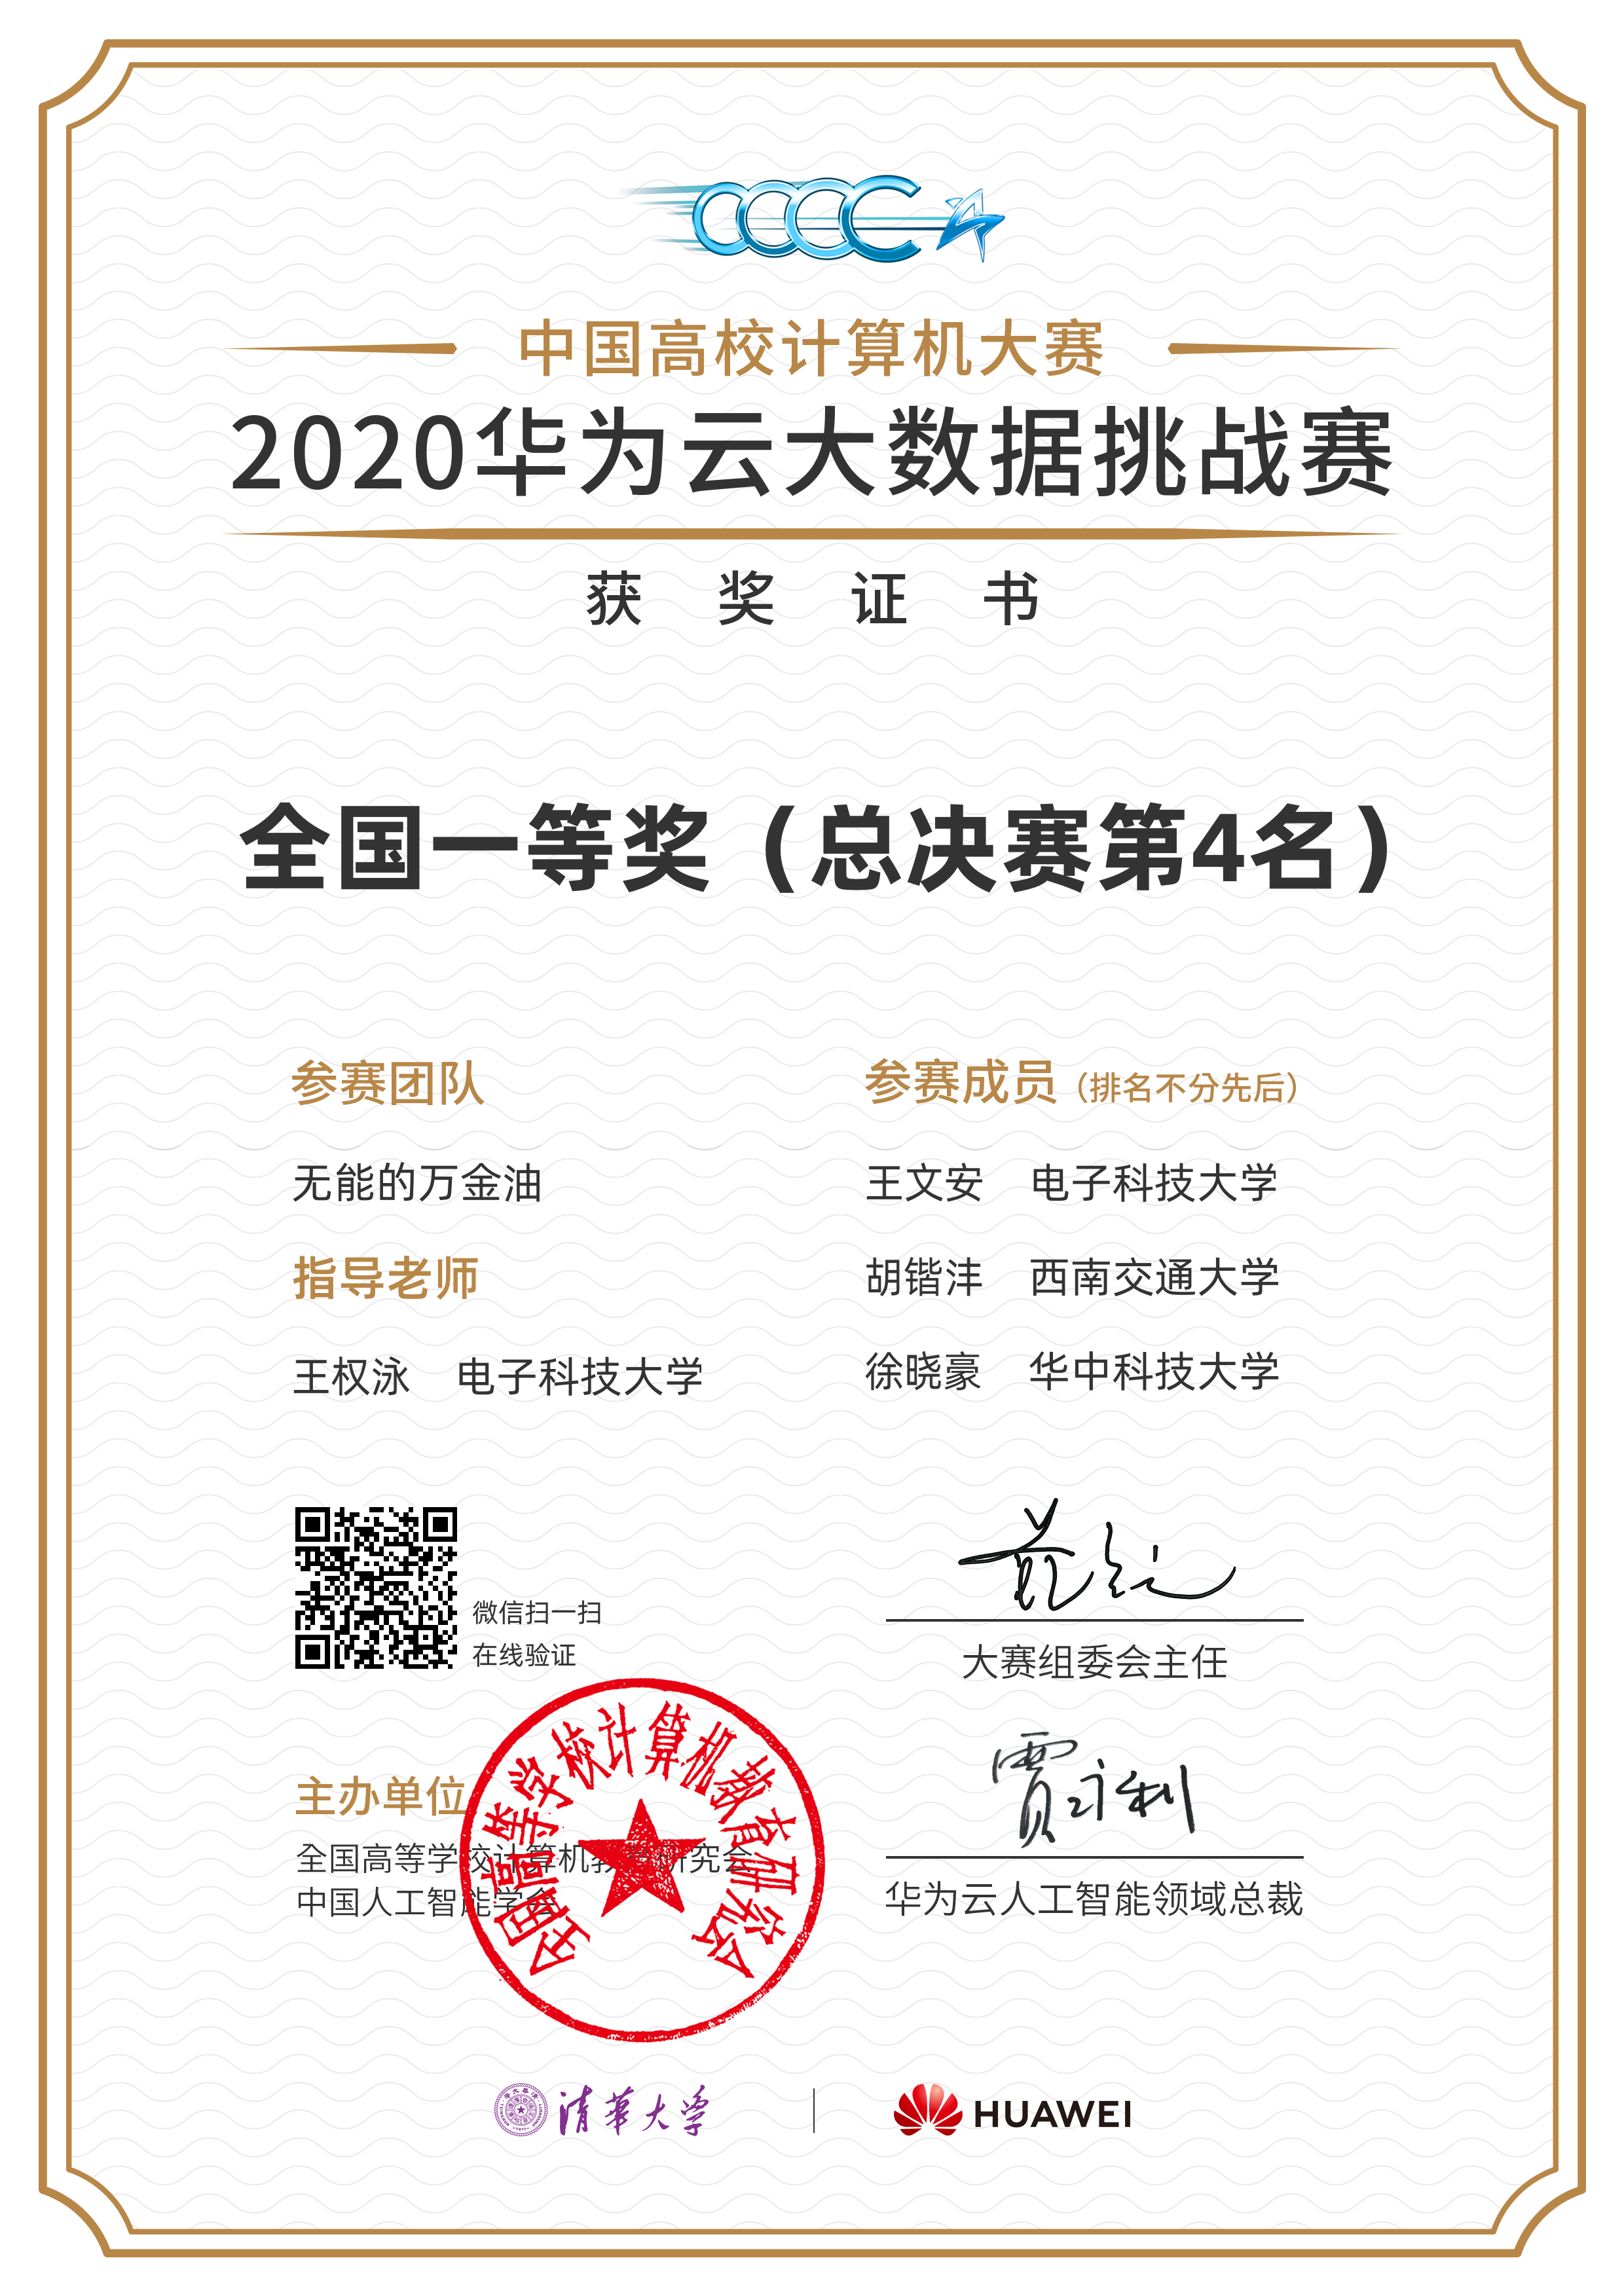 CCCC
中国高校计算机大赛
2020华为云大数据挑战赛
获奖证书
全国一等奖（总决赛第4名）
参赛团队
无能的万金油
指导老师
王权泳 电子科技大学
参赛成员（排名不分先后）
王文安 电子科技大学
胡锴沣 西南交通大学
徐晓豪 华中科技大学
微信扫一扫
在线验证
大赛组委会主任
贾永利
华为云人工智能领域总裁
主办单位
全国高等学校计算机教育研究会
中国人工智能学会
全国高等学校计算机教育研究会
清華大学
HUAWEI